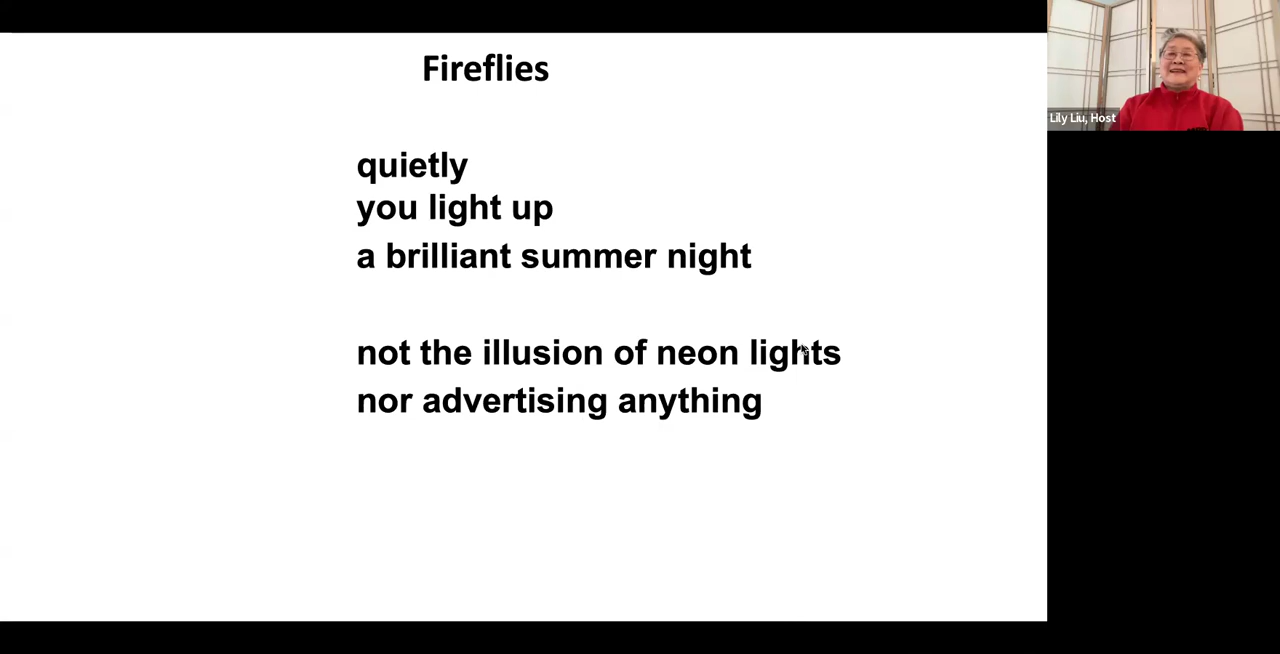 Fireflies
quietly
you light up
a brilliant summer night
not the illusion of neon lights
nor advertising anything
Lily Liu, Host